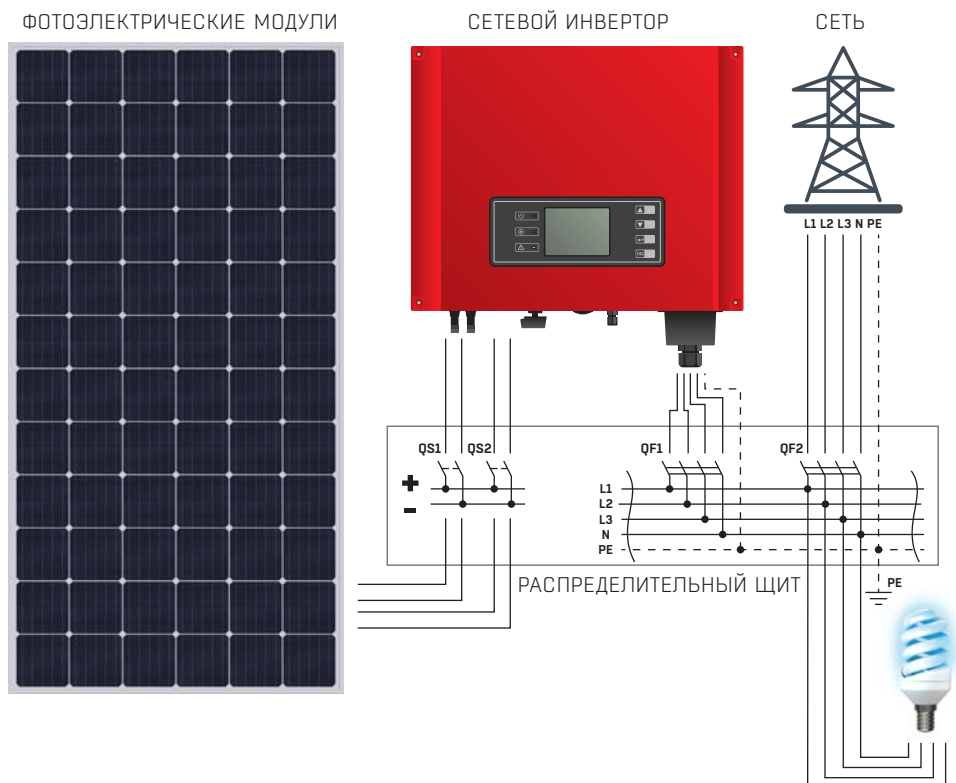 ФОТОЭЛЕКТРИЧЕСКИЕ МОДУЛИ
СЕТЕВОЙ ИНВЕРТОР
СЕТЬ
ESC
L1 L2 L3 N PE
QS1 QS2 QF1 QF2
+
-
L1
L2
L3
N
PE
РАСПРЕДЕЛИТЕЛЬНЫЙ ЩИТ
PE